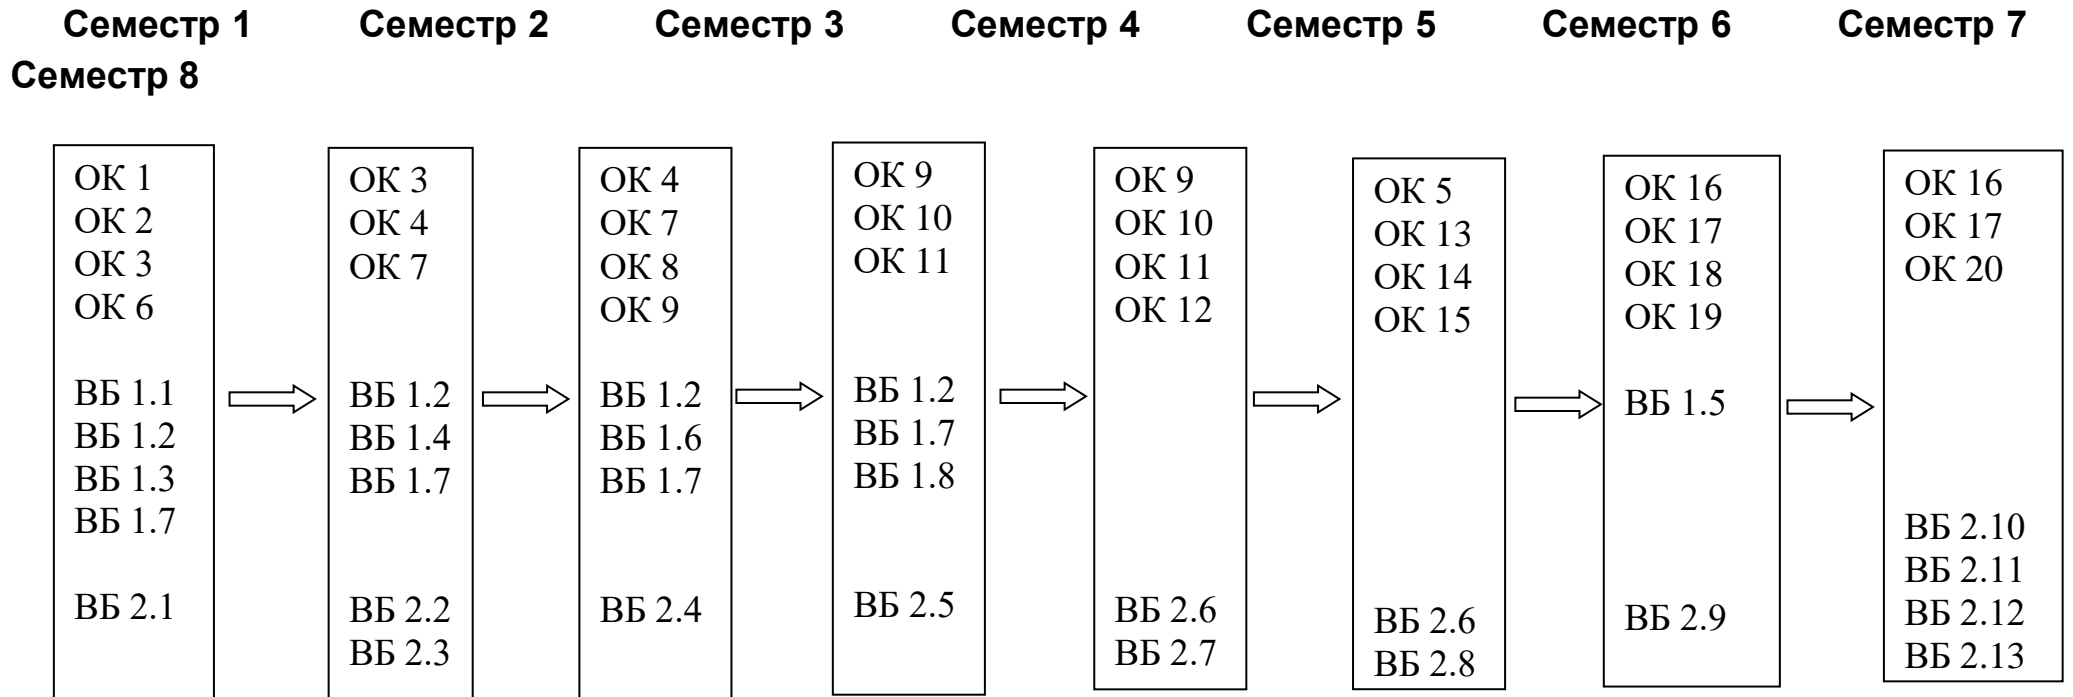 Семестр 1 Семестр 2 Семестр 3 Семестр 4 Семестр 5 Семестр 6 Семестр 7
Семестр 8
ОК 1
ОК 2
ОК 3
ОК 6
ВБ 1.1
ВБ 1.2
ВБ 1.3
ВБ 1.7
ВБ 2.1
ОК 3
ОК 4
ОК 7
ВБ 1.2
ВБ 1.4
ВБ 1.7
ВБ 2.2
ВБ 2.3
ОК 4
ОК 7
ОК 8
ОК 9
ВБ 1.2
ВБ 1.6
ВБ 1.7
ВБ 2.4
ОК 9
ОК 10
ОК 11
ВБ 1.2
ВБ 1.7
ВБ 1.8
ВБ 2.5
ОК 9
ОК 10
ОК 11
ОК 12
ВБ 2.6
ВБ 2.7
ОК 5
ОК 13
ОК 14
ОК 15
ВБ 2.6
ВБ 2.8
ОК 16
ОК 17
ОК 18
ОК 19
ВБ 1.5
ВБ 2.9
ОК 16
ОК 17
ОК 20
ВБ 2.10
ВБ 2.11
ВБ 2.12
ВБ 2.13